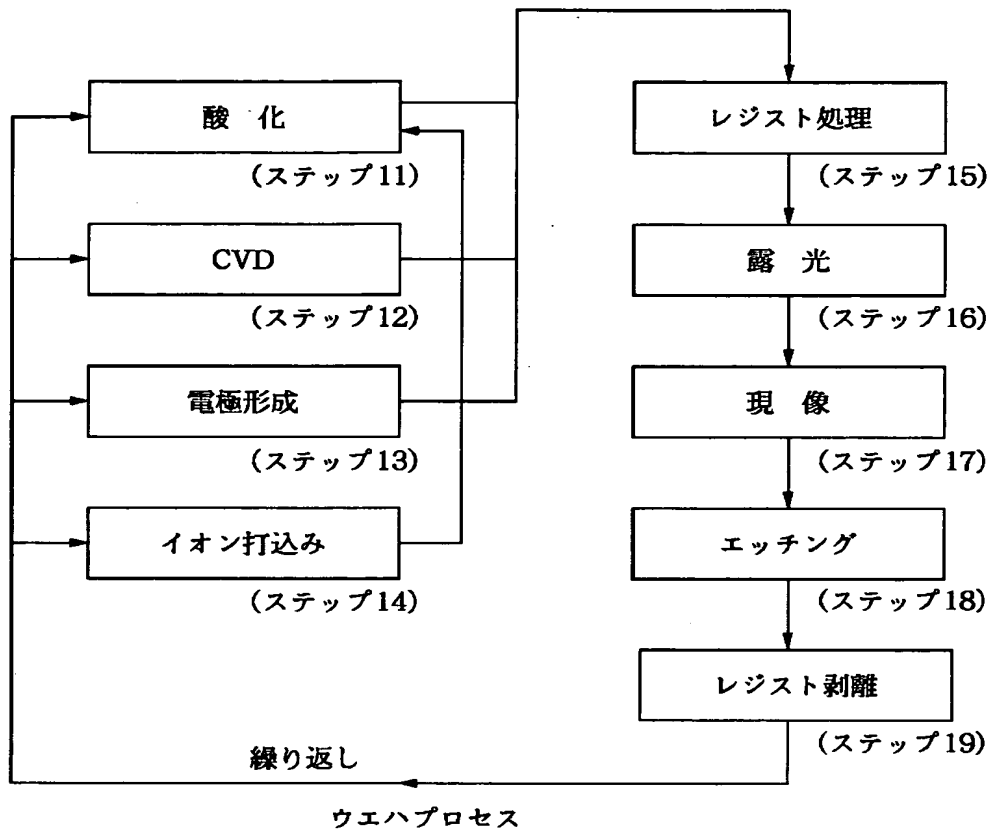 酸 化
(ステップ11)
CVD
(ステップ12)
電極形成
(ステップ13)
イオン打込み
(ステップ14)
レジスト処理
(ステップ15)
露 光
(ステップ16)
現 像
(ステップ17)
エッチング
(ステップ18)
レジスト剥離
(ステップ19)
繰り返し
ウエハプロセス